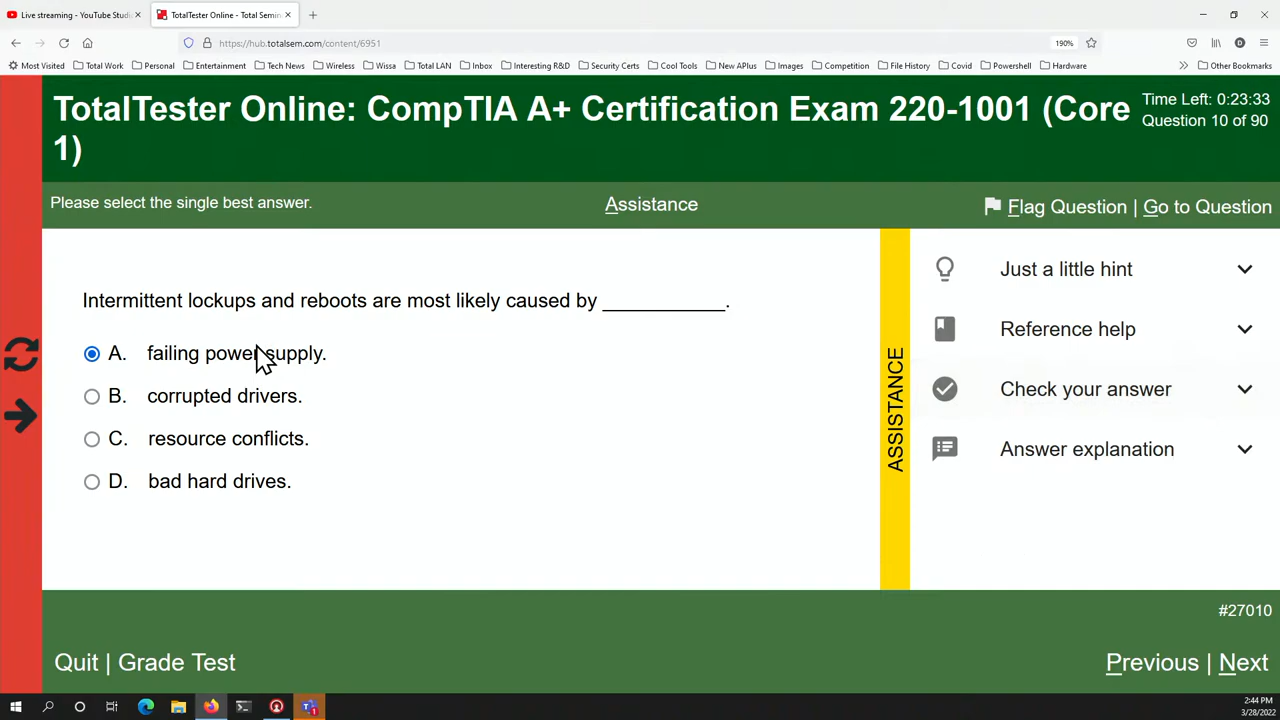 Live streaming - YouTube Studi
TotalTester Online - Total Semin
https://hub.totalsem.com/content/6951
190%
Most Visited
Total Work
Personal
Entertainment
Tech News
Wireless
Wissa
Total LAN
Inbox
Interesting R&D
Security Certs
Cool Tools
New APlus
Images
Competition
File History
Covid
Powershell
Hardware
Other Bookmarks
TotalTester Online: CompTIA A+ Certification Exam 220-1001 (Core
1)
Time Left: 0:23:33
Question 10 of 90
Please select the single best answer.
Assistance
Flag Question | Go to Question
Intermittent lockups and reboots are most likely caused by ___________.
A. failing power supply.
B. corrupted drivers.
C. resource conflicts.
D. bad hard drives.
ASSISTANCE
Just a little hint
Reference help
Check your answer
Answer explanation
#27010
Quit | Grade Test
Previous | Next
2:44 PM
3/28/2022